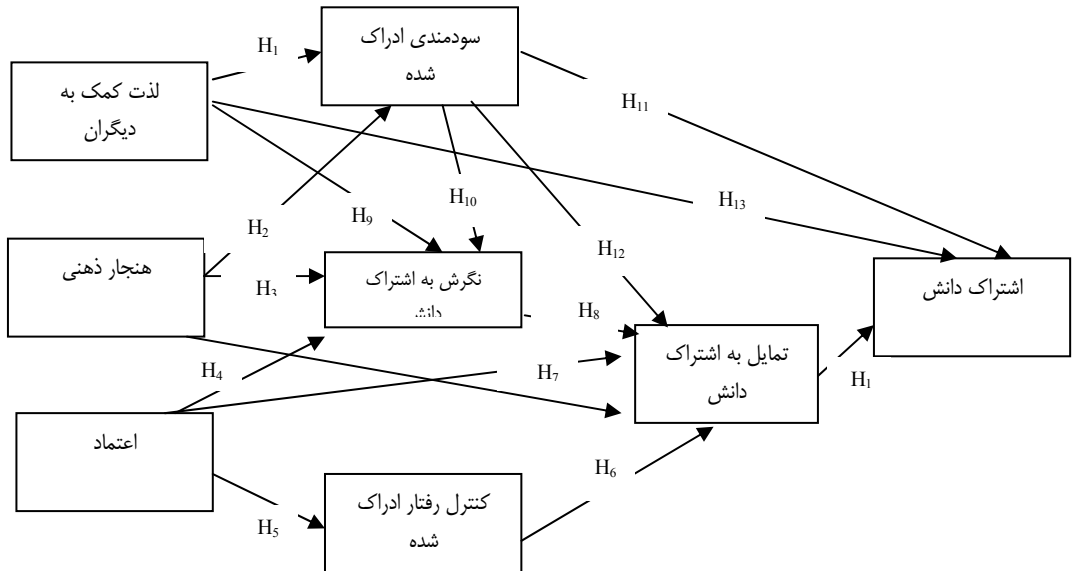 سودمندی ادراک
شده
H₁
لذت کمک به
دیگران
H₁₁
H₁₃
H₁₀
H₉
H₂
H₁₂
هنجار ذهنی
H₃
نگرش به اشتراک
دانش
اشتراک دانش
H₈
تمایل به اشتراک
دانش
H₄
H₇
H₁
اعتماد
H₆
H₅
کنترل رفتار ادراک
شده